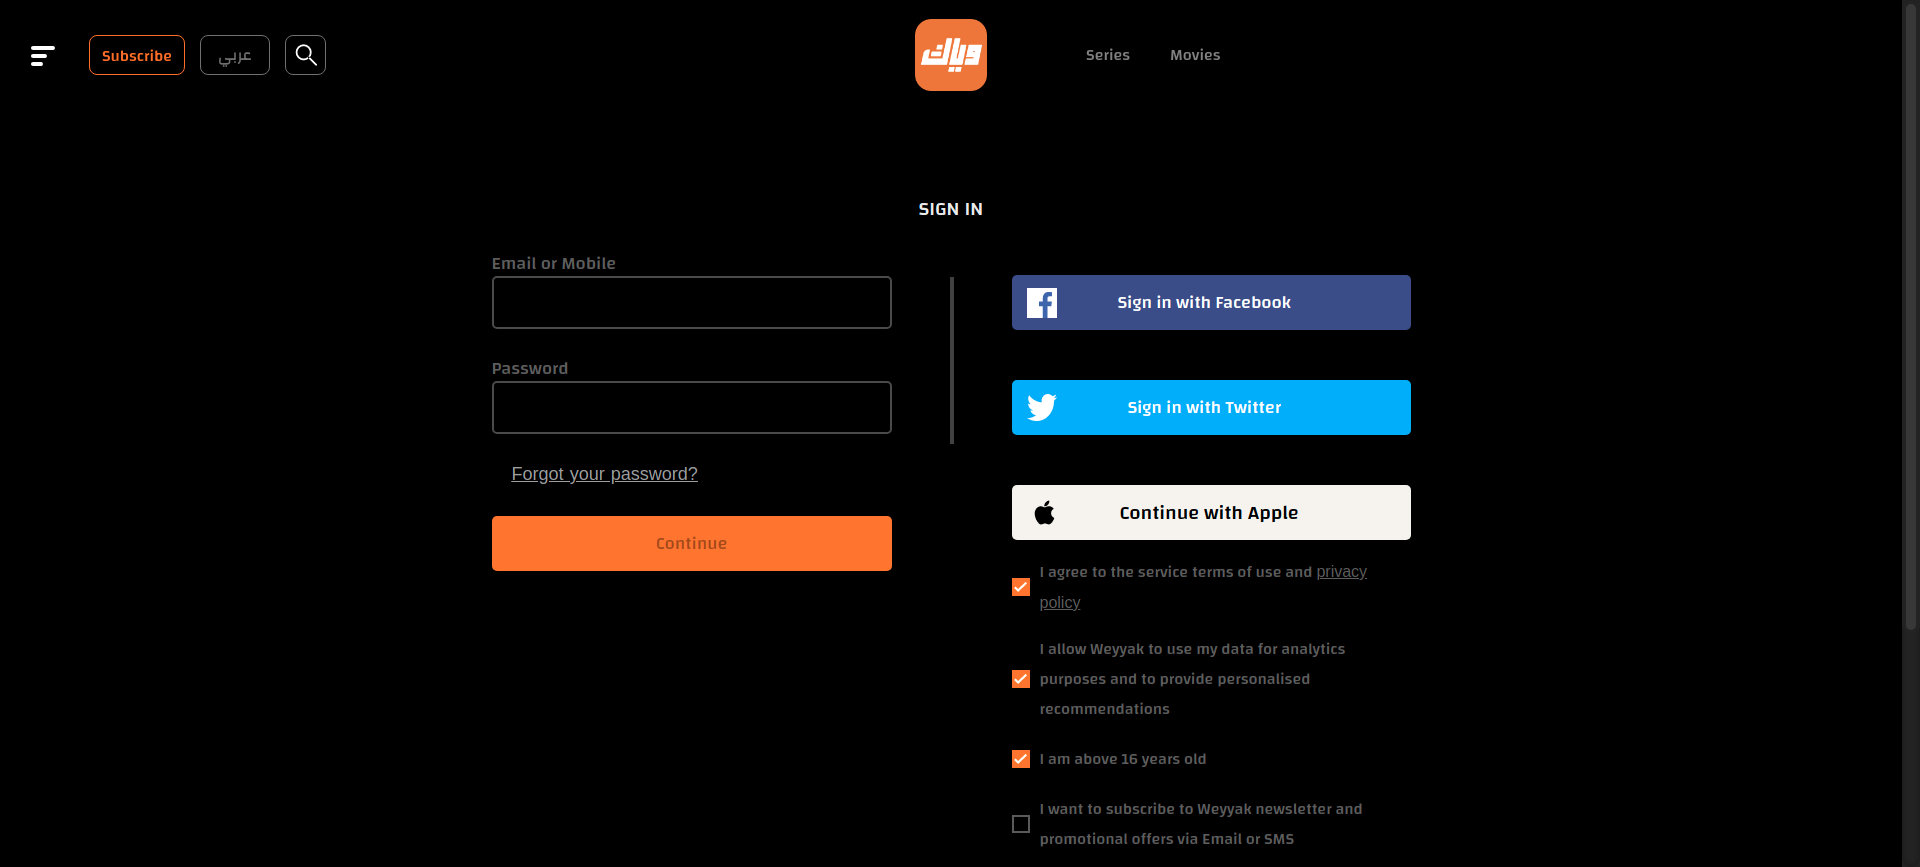 Subscribe
عربي
وياك
Series
Movies
SIGN IN
Email or Mobile
Password
Forgot your password?
Continue
Sign in with Facebook
Sign in with Twitter
Continue with Apple
I agree to the service terms of use and privacy
policy
I allow Weyyak to use my data for analytics
purposes and to provide personalised
recommendations
I am above 16 years old
I want to subscribe to Weyyak newsletter and
promotional offers via Email or SMS